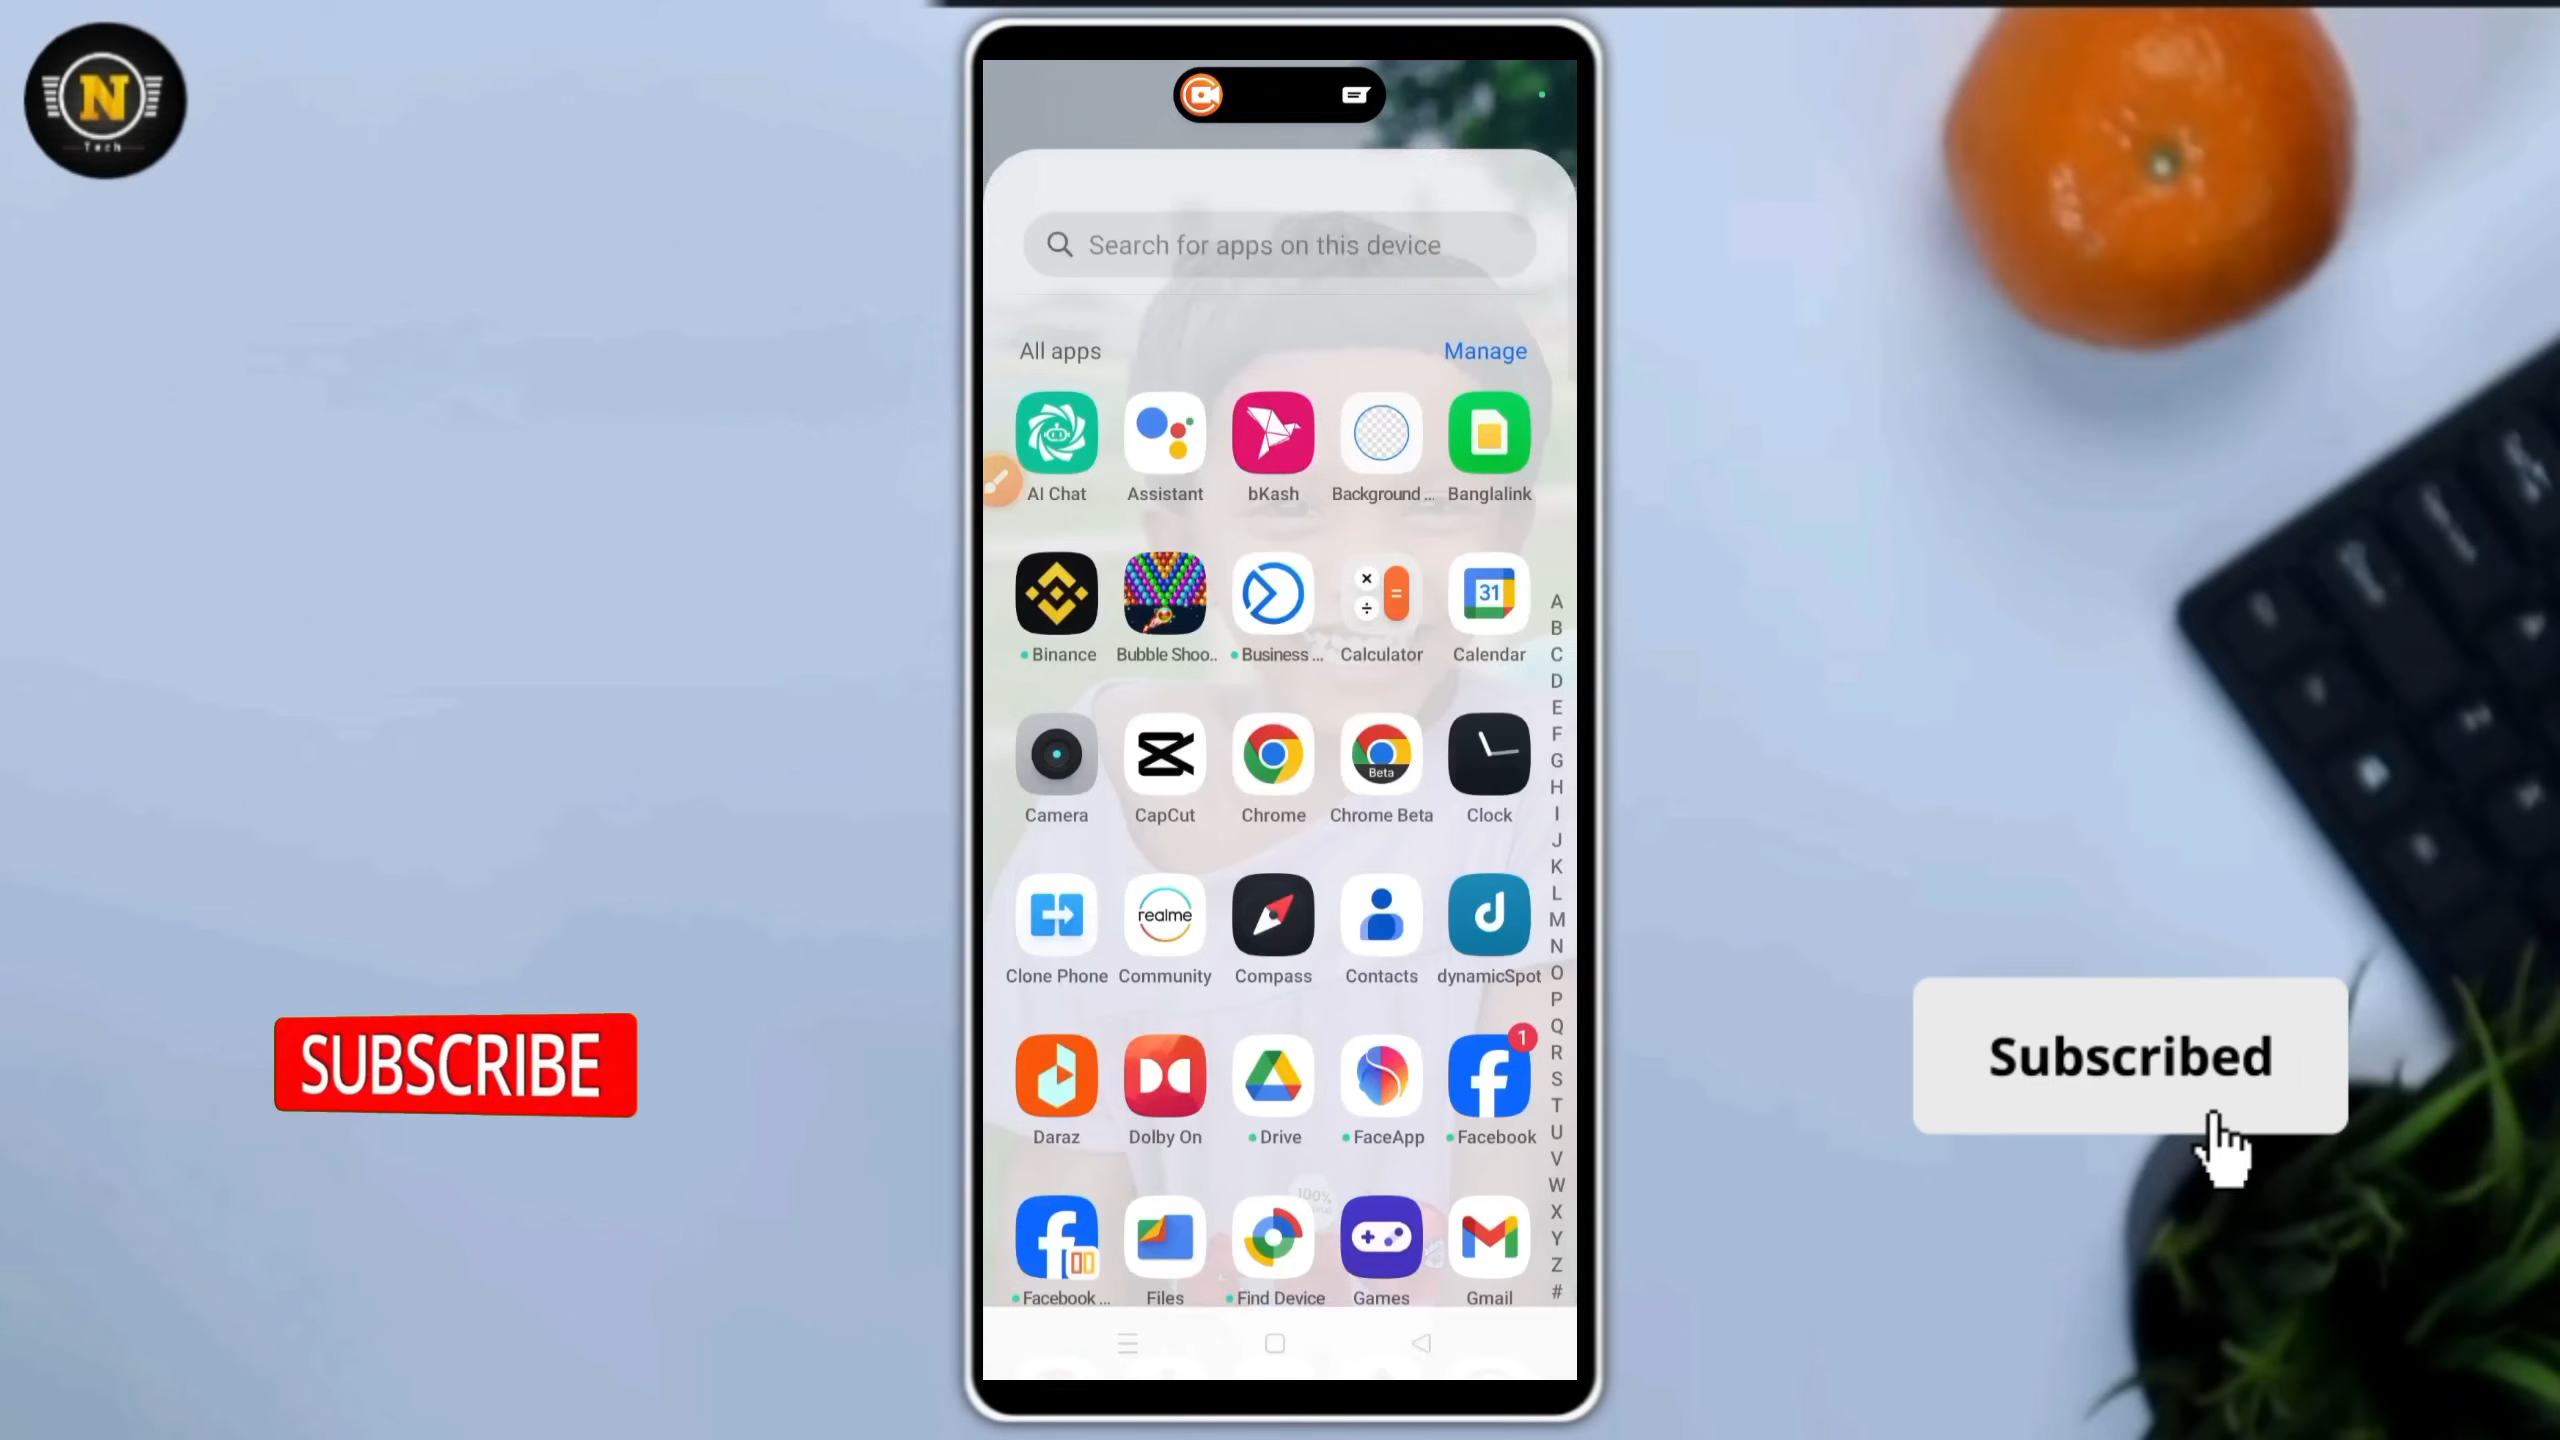 N
Tech
Search for apps on this device
All apps
Manage
AI Chat
Assistant
bKash
Background ...
Banglalink
31
Binance
Bubble Shoo..
Business ...
Calculator
Calendar
Beta
Camera
CapCut
Chrome
Chrome Beta
Clock
realme
Clone Phone
Community
Compass
Contacts
dynamicSpot
1
Daraz
Dolby On
Drive
FaceApp
Facebook
100%
Facebook ...
Files
Find Device
Games
Gmail
A
B
C
D
E
F
G
H
I
J
K
L
M
N
O
P
Q
R
S
T
U
V
W
X
Y
Z
#
SUBSCRIBE
Subscribed